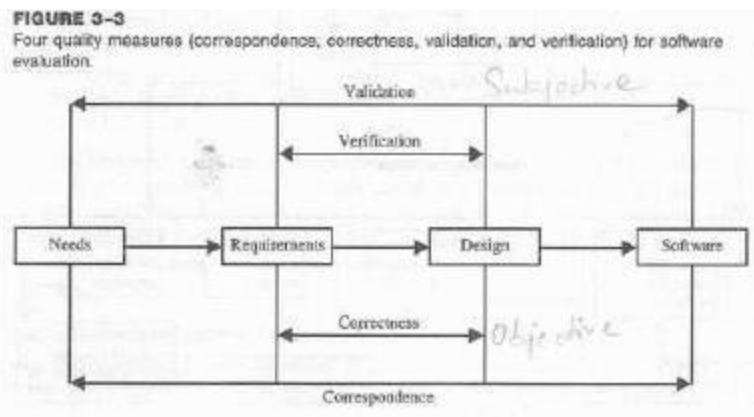 FIGURE 3-3
Four quality measures (correspondence, correctness, validation, and verification) for software
evaluation.
Subjective
Validation
Verification
Needs
Requirements
Design
Software
Correctness
Objective
Correspondence